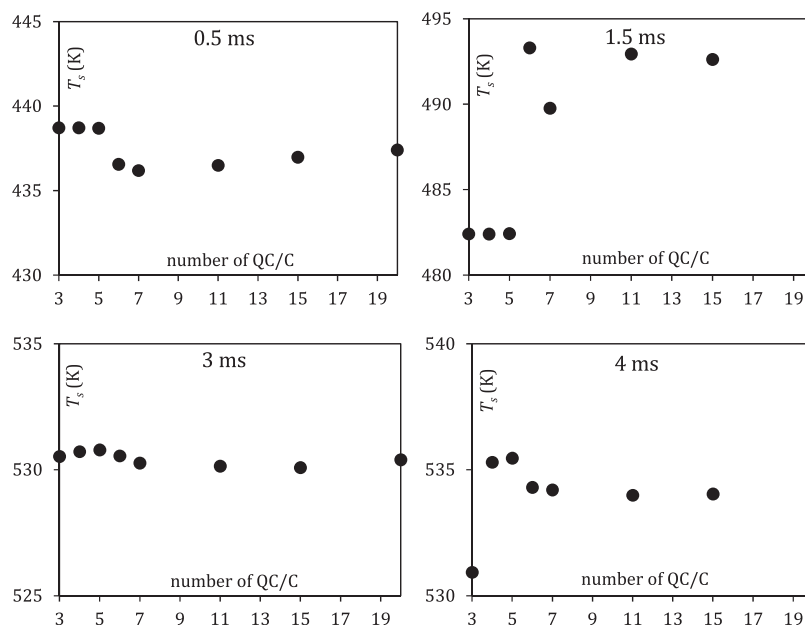 0.5 ms
T_s (K)
445
440
435
430
number of QC/C
3 5 7 9 11 13 15 17 19
1.5 ms
T_s (K)
495
490
485
480
number of QC/C
3 5 7 9 11 13 15 17 19
3 ms
T_s (K)
535
530
525
number of QC/C
3 5 7 9 11 13 15 17 19
4 ms
T_s (K)
540
535
530
number of QC/C
3 5 7 9 11 13 15 17 19